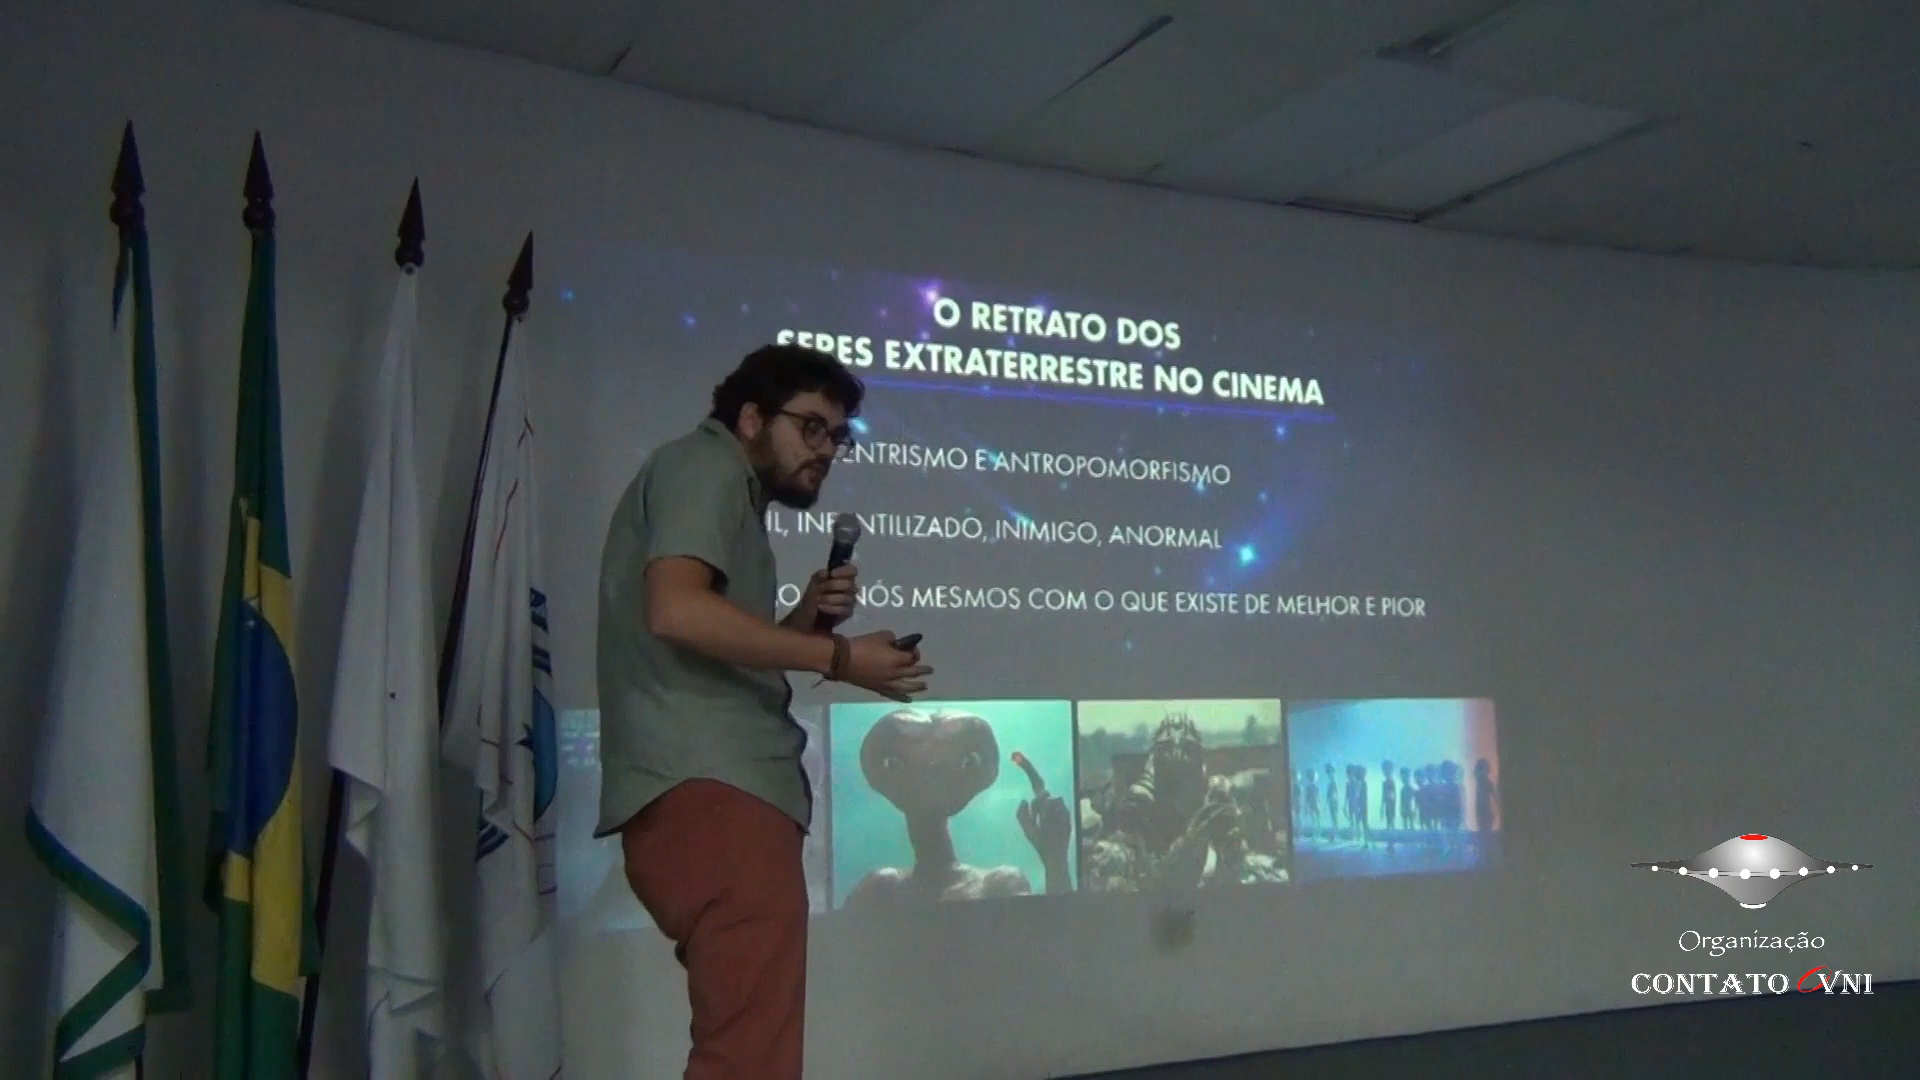 O RETRATO DOS
SERES EXTRATERRESTRE NO CINEMA
ENTRISMO E ANTROPOMORFISMO
IL, INFANTILIZADO, INIMIGO, ANORMAL
NÓS MESMOS COM O QUE EXISTE DE MELHOR E PIOR
Organização
CONTATO OVNI